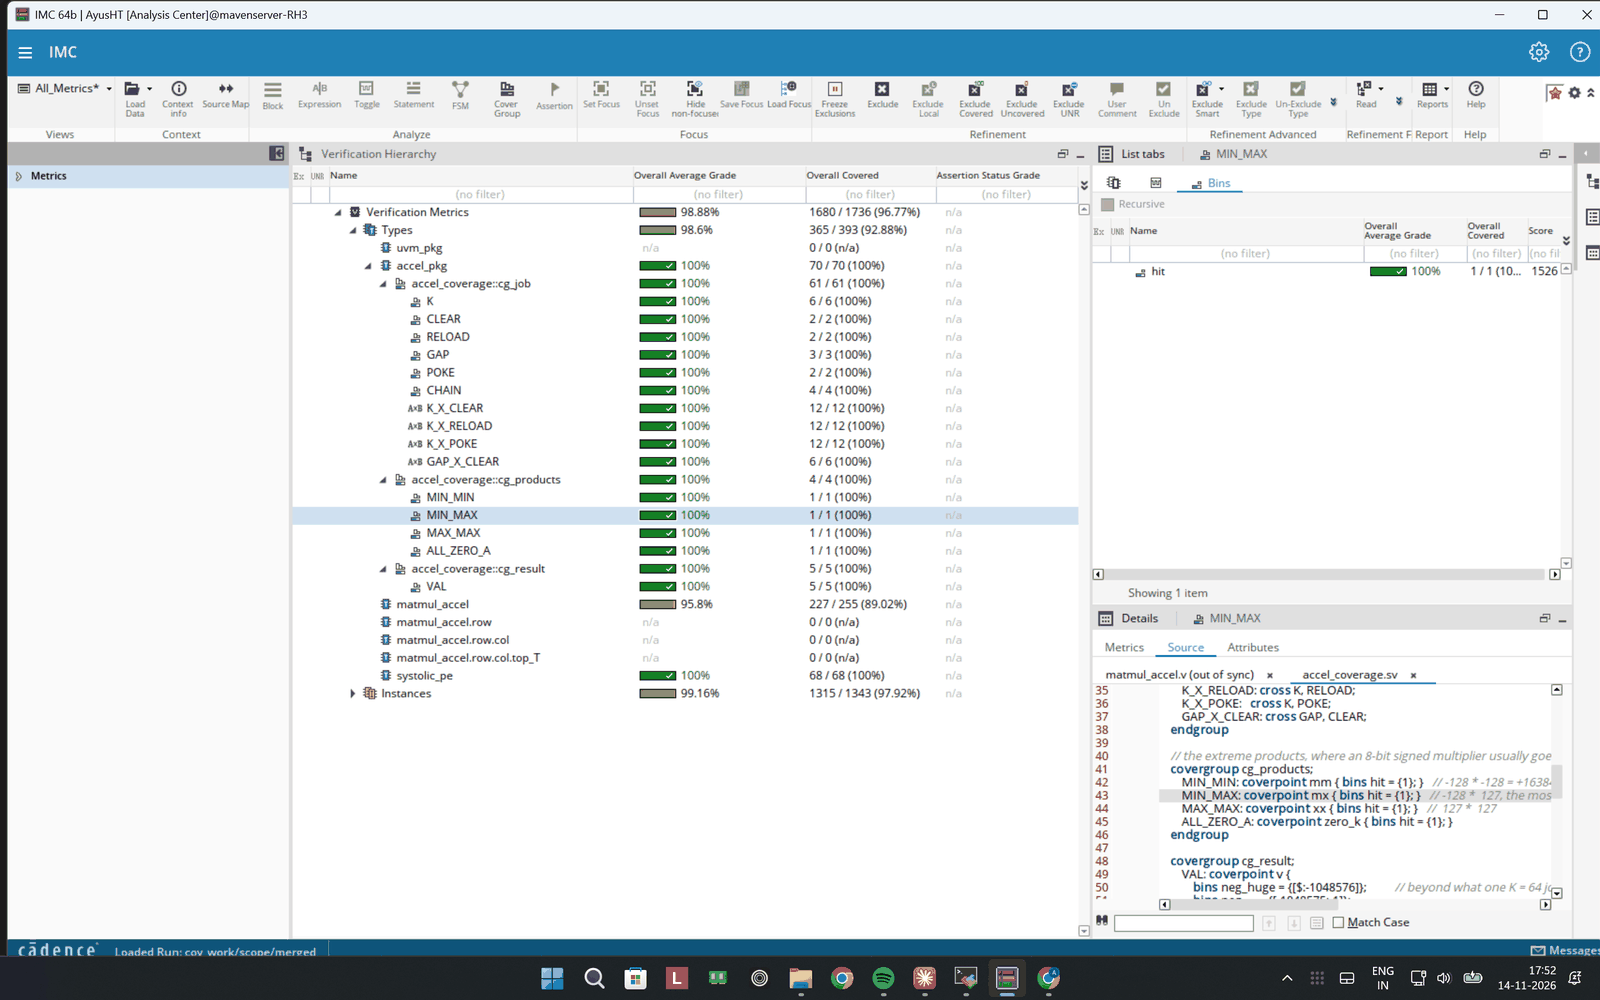 IMC 64b | AyusHT [Analysis Center]@mavenserver-RH3
IMC
All_Metrics*
Load Data
Context info
Source Map
Block
Expression
Toggle
Statement
FSM
Cover Group
Assertion
Set Focus
Unset Focus
Hide non-focused
Save Focus
Load Focus
Freeze Exclusions
Exclude
Exclude Local
Exclude Covered
Exclude Uncovered
Exclude UNR
User Comment
Un Exclude
Exclude Smart
Exclude Type
Un-Exclude Type
Read
Reports
Help
Views
Context
Analyze
Focus
Refinement
Refinement Advanced
Refinement F
Report
Help
Metrics
Verification Hierarchy
Ex UNR Name Overall Average Grade Overall Covered Assertion Status Grade
(no filter) (no filter) (no filter) (no filter)
Verification Metrics 98.88% 1680 / 1736 (96.77%) n/a
Types 98.6% 365 / 393 (92.88%) n/a
uvm_pkg n/a 0 / 0 (n/a) n/a
accel_pkg 100% 70 / 70 (100%) n/a
accel_coverage::cg_job 100% 61 / 61 (100%) n/a
K 100% 6 / 6 (100%) n/a
CLEAR 100% 2 / 2 (100%) n/a
RELOAD 100% 2 / 2 (100%) n/a
GAP 100% 3 / 3 (100%) n/a
POKE 100% 2 / 2 (100%) n/a
CHAIN 100% 4 / 4 (100%) n/a
A×B K_X_CLEAR 100% 12 / 12 (100%) n/a
A×B K_X_RELOAD 100% 12 / 12 (100%) n/a
A×B K_X_POKE 100% 12 / 12 (100%) n/a
A×B GAP_X_CLEAR 100% 6 / 6 (100%) n/a
accel_coverage::cg_products 100% 4 / 4 (100%) n/a
MIN_MIN 100% 1 / 1 (100%) n/a
MIN_MAX 100% 1 / 1 (100%) n/a
MAX_MAX 100% 1 / 1 (100%) n/a
ALL_ZERO_A 100% 1 / 1 (100%) n/a
accel_coverage::cg_result 100% 5 / 5 (100%) n/a
VAL 100% 5 / 5 (100%) n/a
matmul_accel 95.8% 227 / 255 (89.02%) n/a
matmul_accel.row n/a 0 / 0 (n/a) n/a
matmul_accel.row.col n/a 0 / 0 (n/a) n/a
matmul_accel.row.col.top_T n/a 0 / 0 (n/a) n/a
systolic_pe 100% 68 / 68 (100%) n/a
Instances 99.16% 1315 / 1343 (97.92%) n/a
List tabs MIN_MAX
Bins
Recursive
Ex UNR Name Overall Average Grade Overall Covered Score
(no filter) (no filter) (no filter) (no fil
hit 100% 1 / 1 (10... 1526
Showing 1 item
Details MIN_MAX
Metrics Source Attributes
matmul_accel.v (out of sync) × accel_coverage.sv ×
35 K_X_RELOAD: cross K, RELOAD;
36 K_X_POKE: cross K, POKE;
37 GAP_X_CLEAR: cross GAP, CLEAR;
38 endgroup
39
40 // the extreme products, where an 8-bit signed multiplier usually goe
41 covergroup cg_products;
42 MIN_MIN: coverpoint mm { bins hit = {1}; } // -128 * -128 = +16384
43 MIN_MAX: coverpoint mx { bins hit = {1}; } // -128 * 127, the mos
44 MAX_MAX: coverpoint xx { bins hit = {1}; } // 127 * 127
45 ALL_ZERO_A: coverpoint zero_k { bins hit = {1}; }
46 endgroup
47
48 covergroup cg_result;
49 VAL: coverpoint v {
50 bins neg_huge = {[$:-1048576]}; // beyond what one K = 64 jo
Match Case
cādence
Loaded Run: cov_work/scope/merged
Messages
ENG
IN
17:52
14-11-2026